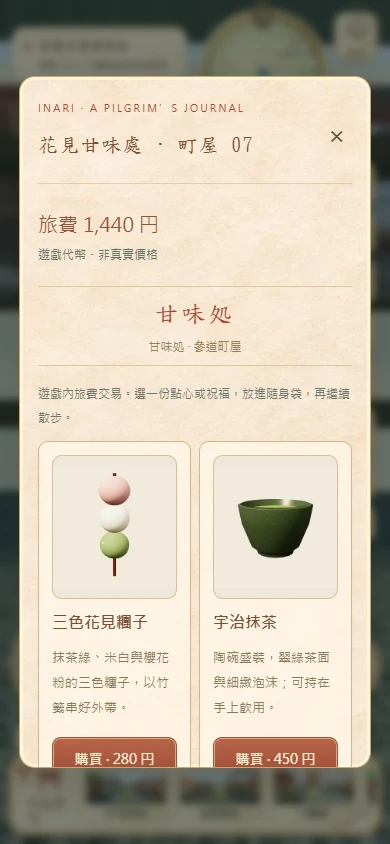 INARI · A PILGRIM'S JOURNAL
花見甘味處 · 町屋 07
×
旅費 1,440 円
遊戲代幣 · 非真實價格
甘味処
甘味処 · 參道町屋
遊戲內旅費交易。選一份點心或祝福，放進隨身袋，再繼續
散步。
三色花見糰子
抹茶綠、米白與櫻花
粉的三色糰子，以竹
籤串好外帶。
購買 · 280 円
宇治抹茶
陶碗盛裝，翠綠茶面
與細緻泡沫；可持在
手上飲用。
購買 · 450 円